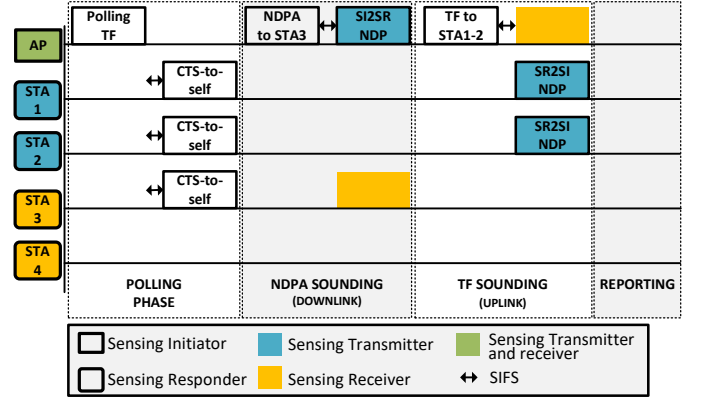 Polling
TF
NDPA
to STA3
SI2SR
NDP
TF to
STA1-2
AP
STA
1
CTS-to-
self
SR2SI
NDP
STA
2
CTS-to-
self
SR2SI
NDP
STA
3
CTS-to-
self
STA
4
POLLING
PHASE
NDPA SOUNDING
(DOWNLINK)
TF SOUNDING
(UPLINK)
REPORTING
Sensing Initiator
Sensing Transmitter
Sensing Transmitter
and receiver
Sensing Responder
Sensing Receiver
SIFS